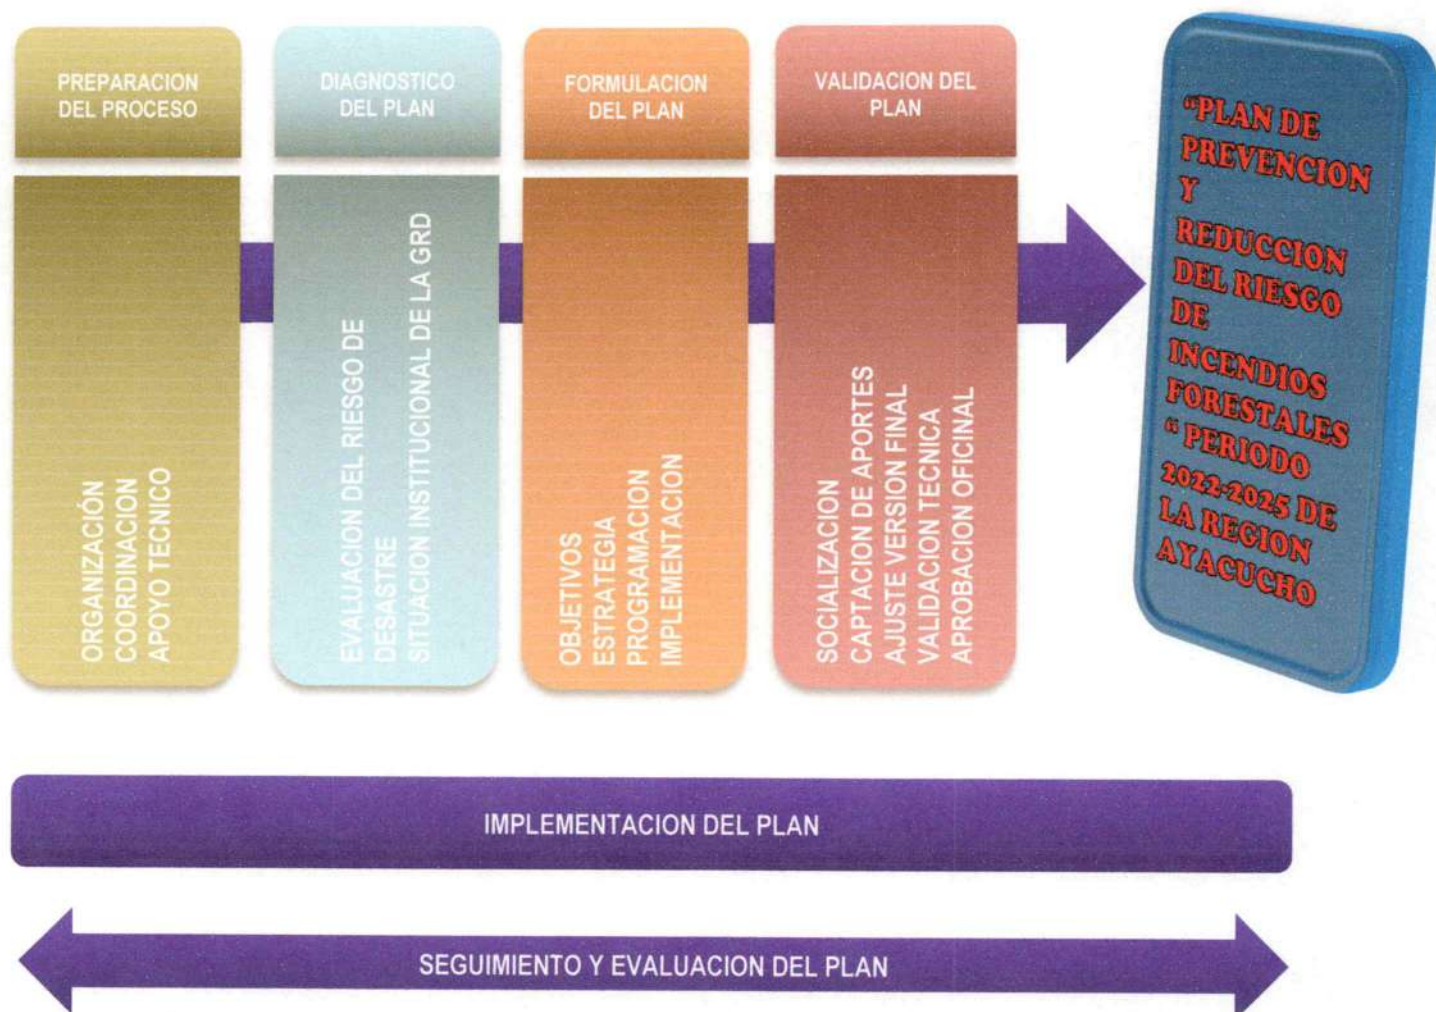 PREPARACION
DEL PROCESO
ORGANIZACIÓN
COORDINACION
APOYO TECNICO
DIAGNOSTICO
DEL PLAN
EVALUACION DEL RIESGO DE
DESASTRE
SITUACION INSTITUCIONAL DE LA GRD
FORMULACION
DEL PLAN
OBJETIVOS
ESTRATEGIA
PROGRAMACION
IMPLEMENTACION
VALIDACION DEL
PLAN
SOCIALIZACION
CAPTACION DE APORTES
AJUSTE VERSION FINAL
VALIDACION TECNICA
APROBACION OFICINAL
“PLAN DE
PREVENCION
Y
REDUCCION
DEL RIESGO
DE
INCENDIOS
FORESTALES
“ PERIODO
2022-2025 DE
LA REGION
AYACUCHO
IMPLEMENTACION DEL PLAN
SEGUIMIENTO Y EVALUACION DEL PLAN